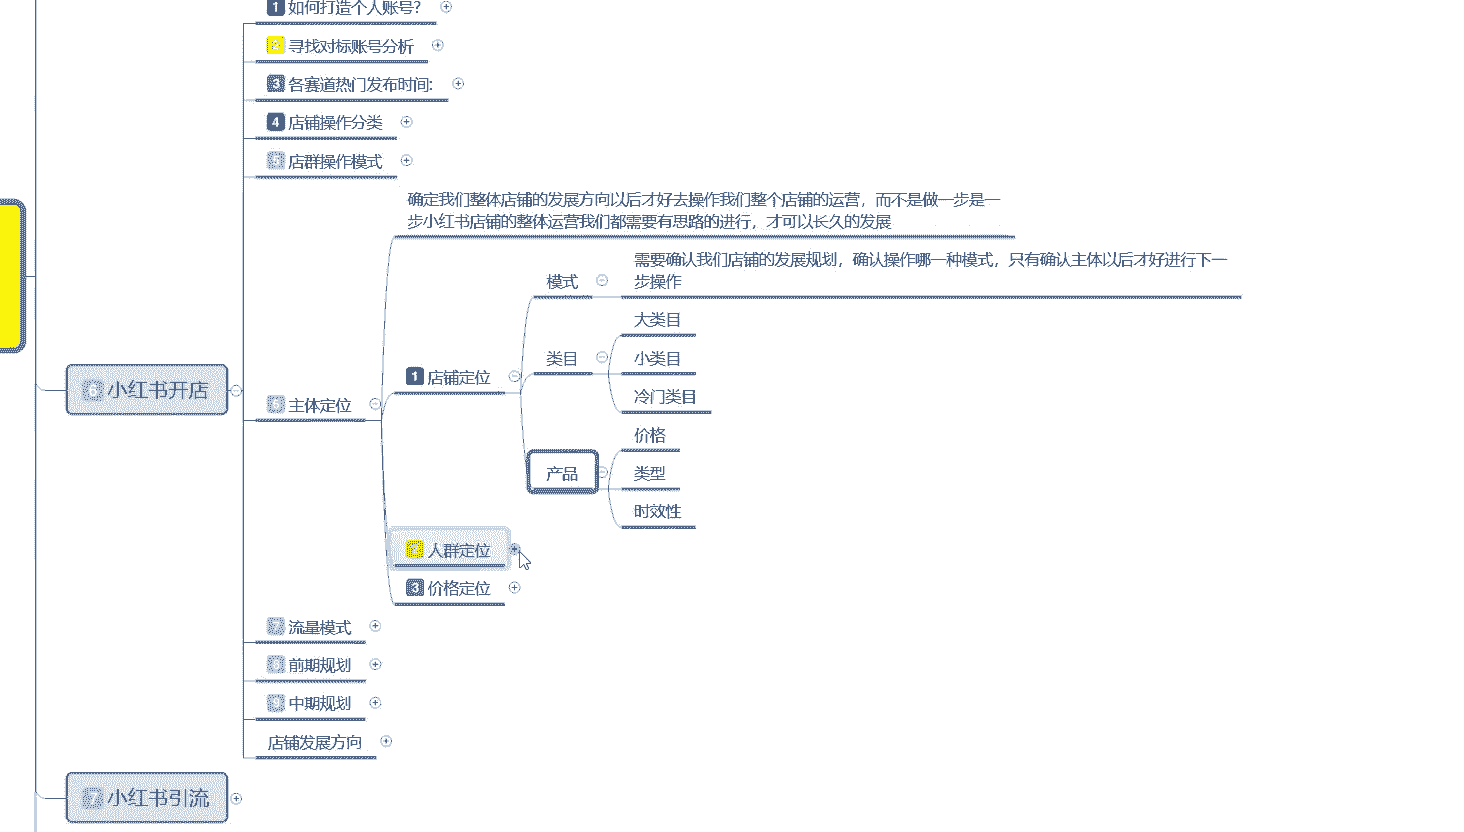 1 如何打造个人账号？
2 寻找对标账号分析
3 各赛道热门发布时间:
4 店铺操作分类
5 店群操作模式
确定我们整体店铺的发展方向以后才好去操作我们整个店铺的运营，而不是做一步是一
步小红书店铺的整体运营我们都需要有思路的进行，才可以长久的发展
需要确认我们店铺的发展规划，确认操作哪一种模式，只有确认主体以后才好进行下一
步操作
模式
大类目
类目
小类目
1 店铺定位
6 小红书开店
冷门类目
6 主体定位
价格
产品
类型
时效性
2 人群定位
3 价格定位
7 流量模式
8 前期规划
9 中期规划
店铺发展方向
7 小红书引流